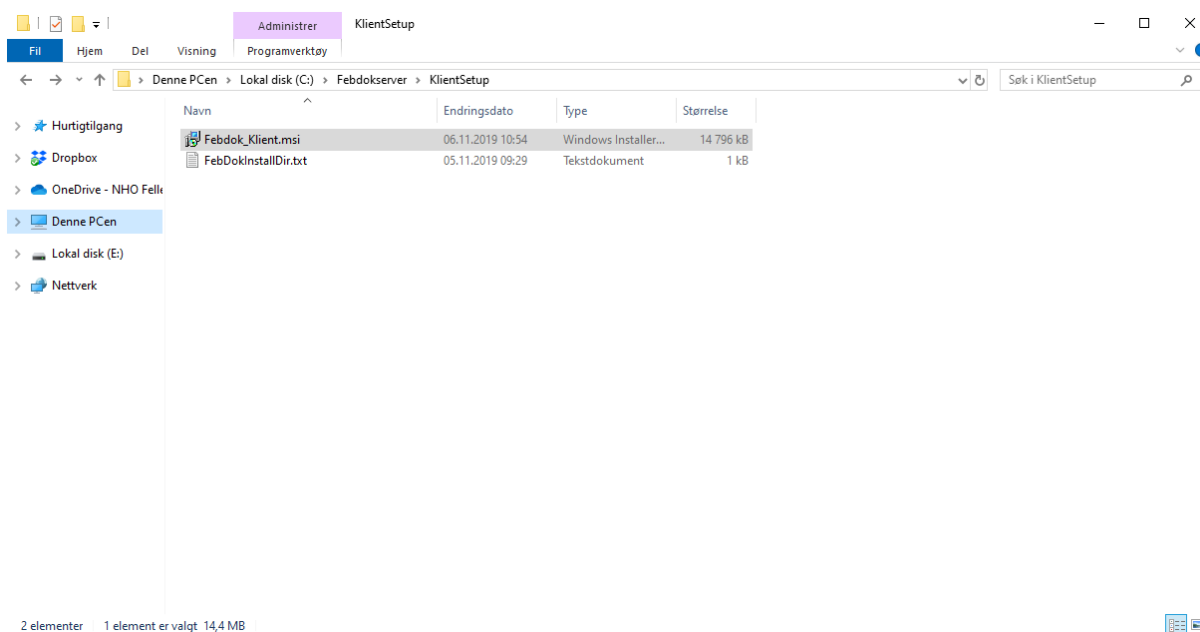 Administrer KlientSetup
Fil Hjem Del Visning Programverktøy
Denne PCen Lokal disk (C:) Febdokserver KlientSetup Søk i KlientSetup
Navn Endringsdato Type Størrelse
Febdok_Klient.msi 06.11.2019 10:54 Windows Installer... 14 796 kB
FebDokInstallDir.txt 05.11.2019 09:29 Tekstdokument 1 kB
Hurtigtilgang
Dropbox
OneDrive - NHO Felle
Denne PCen
Lokal disk (E:)
Nettverk
2 elementer 1 element er valgt 14,4 MB